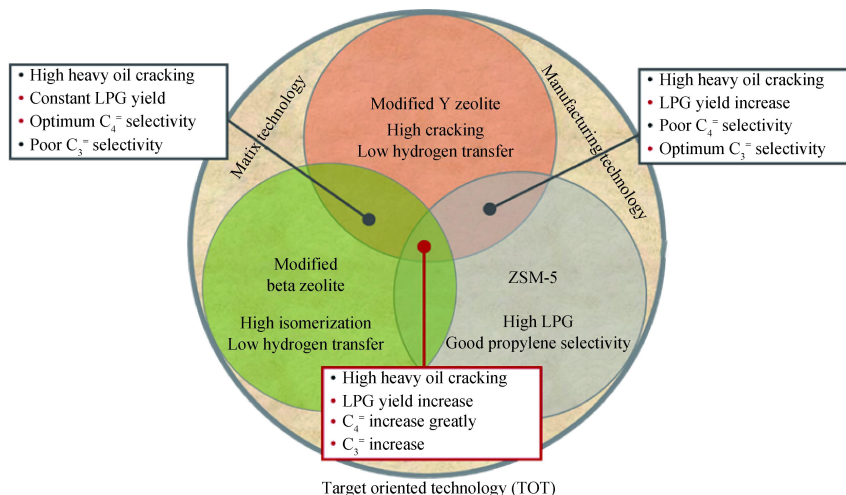 • High heavy oil cracking
• Constant LPG yield
• Optimum C₄⁼ selectivity
• Poor C₃⁼ selectivity
Matix technology
Modified Y zeolite
High cracking
Low hydrogen transfer
Manufacturing technology
• High heavy oil cracking
• LPG yield increase
• Poor C₄⁼ selectivity
• Optimum C₃⁼ selectivity
Modified
beta zeolite
High isomerization
Low hydrogen transfer
ZSM-5
High LPG
Good propylene selectivity
• High heavy oil cracking
• LPG yield increase
• C₄⁼ increase greatly
• C₃⁼ increase
Target oriented technology (TOT)